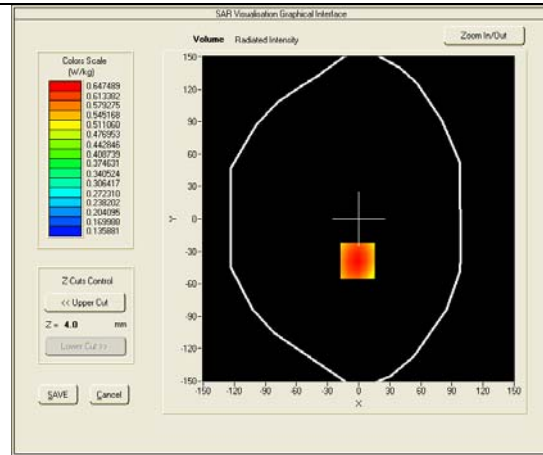 SAR Visualisation Graphical Interface
Volume Radiated Intensity
Zoom In/Out
Colors Scale
(W/kg)
0.647489
0.613382
0.579275
0.545168
0.511060
0.476953
0.442846
0.408739
0.374631
0.340524
0.306417
0.272310
0.238202
0.204095
0.169988
0.135881
Z Cuts Control
<< Upper Cut
Z = 4.0 mm
Lower Cut >>
SAVE Cancel
150
120
90
60
30
0
-30
-60
-90
-120
-150
Y
-150 -120 -90 -60 -30 0 30 60 90 120 150
X